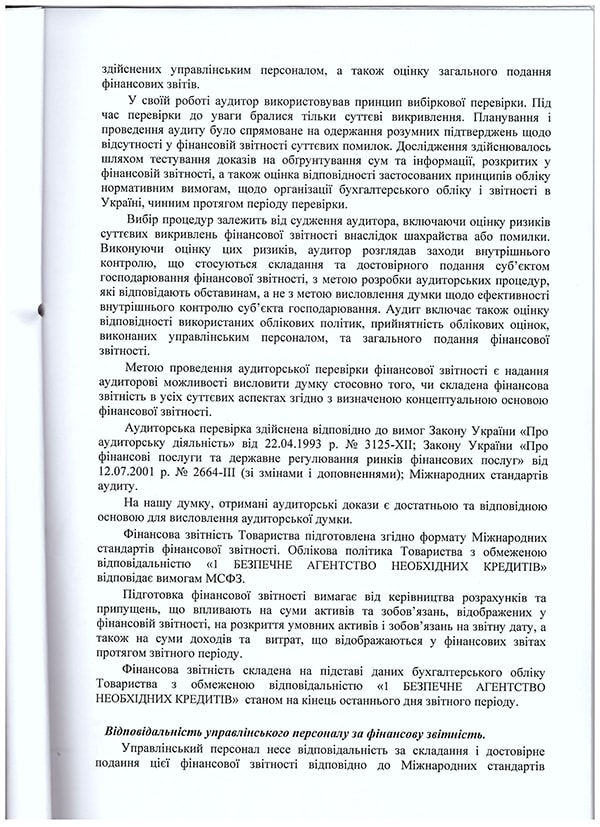 здійснених управлінським персоналом, а також оцінку загального подання
фінансових звітів.
У своїй роботі аудитор використовував принцип вибіркової перевірки. Під
час перевірки до уваги бралися тільки суттєві викривлення. Планування і
проведення аудиту було спрямоване на одержання розумних підтверджень щодо
відсутності у фінансовій звітності суттєвих помилок. Дослідження здійснювалось
шляхом тестування доказів на обґрунтування сум та інформації, розкритих у
фінансовій звітності, а також оцінка відповідності застосованих принципів обліку
нормативним вимогам, щодо організації бухгалтерського обліку і звітності в
Україні, чинним протягом періоду перевірки.
Вибір процедур залежить від судження аудитора, включаючи оцінку ризиків
суттєвих викривлень фінансової звітності внаслідок шахрайства або помилки.
Виконуючи оцінку цих ризиків, аудитор розглядав заходи внутрішнього
контролю, що стосуються складання та достовірного подання суб’єктом
господарювання фінансової звітності, з метою розробки аудиторських процедур,
які відповідають обставинам, а не з метою висловлення думки щодо ефективності
внутрішнього контролю суб’єкта господарювання. Аудит включає також оцінку
відповідності використаних облікових політик, прийнятність облікових оцінок,
виконаних управлінським персоналом, та загального подання фінансової
звітності.
Метою проведення аудиторської перевірки фінансової звітності є надання
аудиторові можливості висловити думку стосовно того, чи складена фінансова
звітність в усіх суттєвих аспектах згідно з визначеною концептуальною основою
фінансової звітності.
Аудиторська перевірка здійснена відповідно до вимог Закону України «Про
аудиторську діяльність» від 22.04.1993 р. № 3125-XII; Закону України «Про
фінансові послуги та державне регулювання ринків фінансових послуг» від
12.07.2001 р. № 2664-III (зі змінами і доповненнями); Міжнародних стандартів
аудиту.
На нашу думку, отримані аудиторські докази є достатньою та відповідною
основою для висловлення аудиторської думки.
Фінансова звітність Товариства підготовлена згідно формату Міжнародних
стандартів фінансової звітності. Облікова політика Товариства з обмеженою
відповідальністю «1 БЕЗПЕЧНЕ АГЕНТСТВО НЕОБХІДНИХ КРЕДИТІВ»
відповідає вимогам МСФЗ.
Підготовка фінансової звітності вимагає від керівництва розрахунків та
припущень, що впливають на суми активів та зобов’язань, відображених у
фінансовій звітності, на розкриття умовних активів і зобов’язань на звітну дату, а
також на суми доходів та витрат, що відображаються у фінансових звітах
протягом звітного періоду.
Фінансова звітність складена на підставі даних бухгалтерського обліку
Товариства з обмеженою відповідальністю «1 БЕЗПЕЧНЕ АГЕНТСТВО
НЕОБХІДНИХ КРЕДИТІВ» станом на кінець останнього дня звітного періоду.
Відповідальність управлінського персоналу за фінансову звітність.
Управлінський персонал несе відповідальність за складання і достовірне
подання цієї фінансової звітності відповідно до Міжнародних стандартів